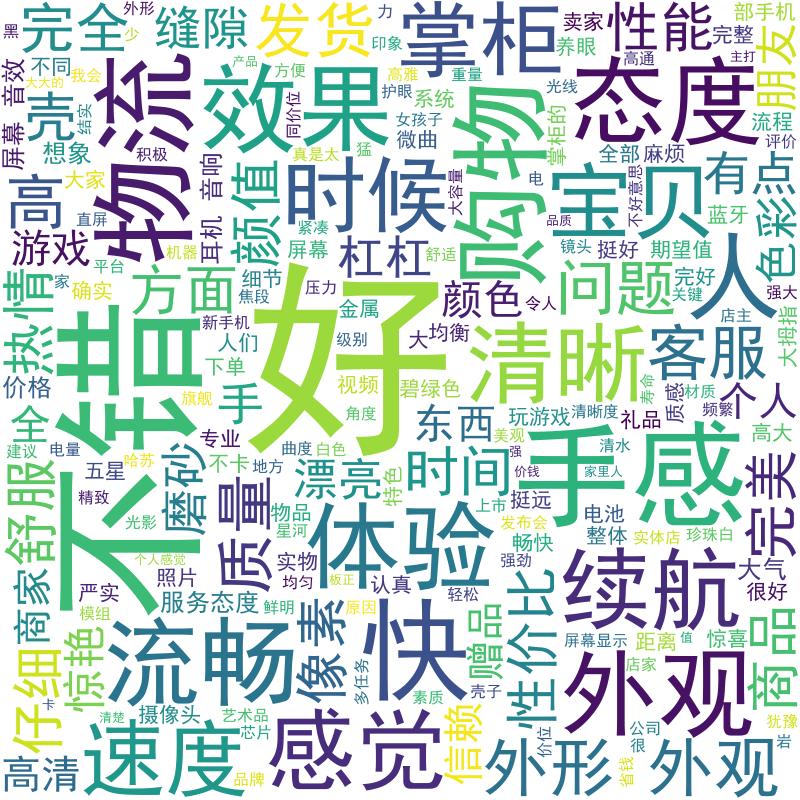 外形
少
黑
完全
缝隙
发货
力
印象
掌柜
卖家
养眼
性能
部手机
完整
朋友
屏幕
音效
不同
大大的
我会
产品
方便
高雅
重量
护眼
系统
高通
主打
光线
壳
结实
物流
效果
同价位
女孩子
微曲
掌柜的
购物
态度
流程
评价
想象
积极
音响
真是太
猛
大容量
全部
麻烦
有点
高
大家
直屏
耳机
颜值
时候
电
品质
宝贝
不好意思
蓝牙
色彩
游戏
机器
屏幕
紧凑
杠杠
舒适
镜头
挺好
期望值
人
热情
家
平台
确实
方面
细节
焦段
压力
金属
颜色
令人
问题
完好
关键
强大
店主
新手机
人们
级别
大
均衡
好
不错
清晰
客服
大拇指
价格
下单
旗舰
手
视频
碧绿色
角度
寿命
质感
材质
频繁
个人
全
专业
东西
玩游戏
清晰度
礼品
建议
电量
哈苏
不卡
地方
曲度
白色
美观
强
价钱
清水
家里人
高大
舒服
五星
精致
磨砂
质量
漂亮
特色
时间
手感
完美
光影
物品
星河
上市
挺远
发布会
电池
整体
实体店
珍珠白
个人感觉
实物
均匀
体验
畅快
强劲
续航
大气
很好
商家
严实
照片
板正
认真
轻松
模组
服务态度
鲜明
原因
惊艳
流畅
像素
快
赠品
性价比
屏幕显示
距离
值
惊喜
商品
仔细
卡
清楚
摄像头
艺术品
芯片
多任务
素质
壳子
外观
店家
犹豫
高清
速度
品牌
感觉
信赖
外形
价位
公司
很
省钱
外观
岩